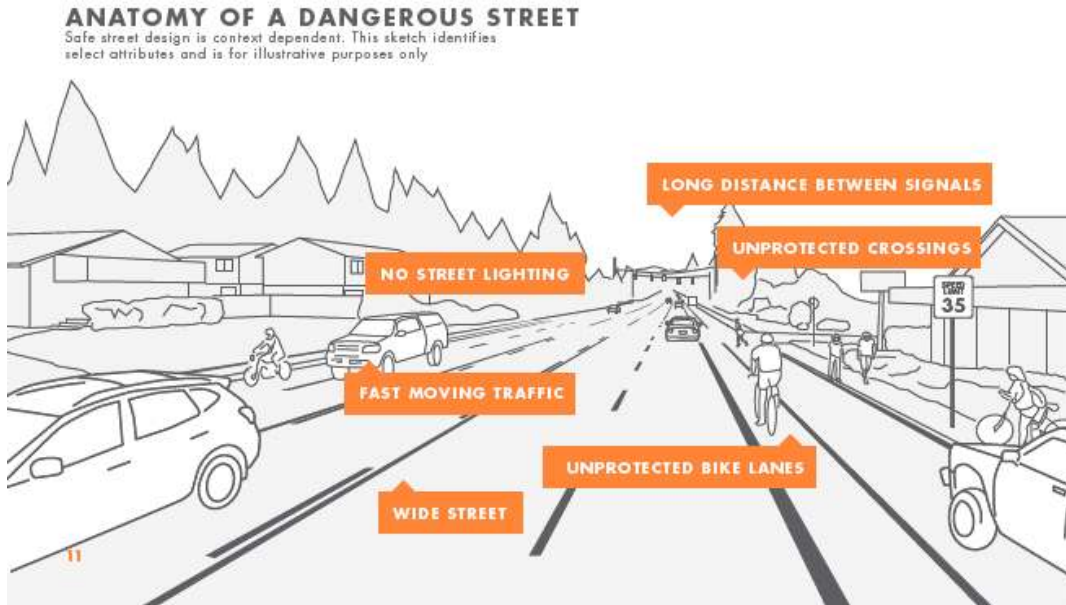 ANATOMY OF A DANGEROUS STREET
Safe street design is context dependent. This sketch identifies
select attributes and is for illustrative purposes only
LONG DISTANCE BETWEEN SIGNALS
UNPROTECTED CROSSINGS
NO STREET LIGHTING
SPEED
LIMIT
35
FAST MOVING TRAFFIC
UNPROTECTED BIKE LANES
WIDE STREET
11